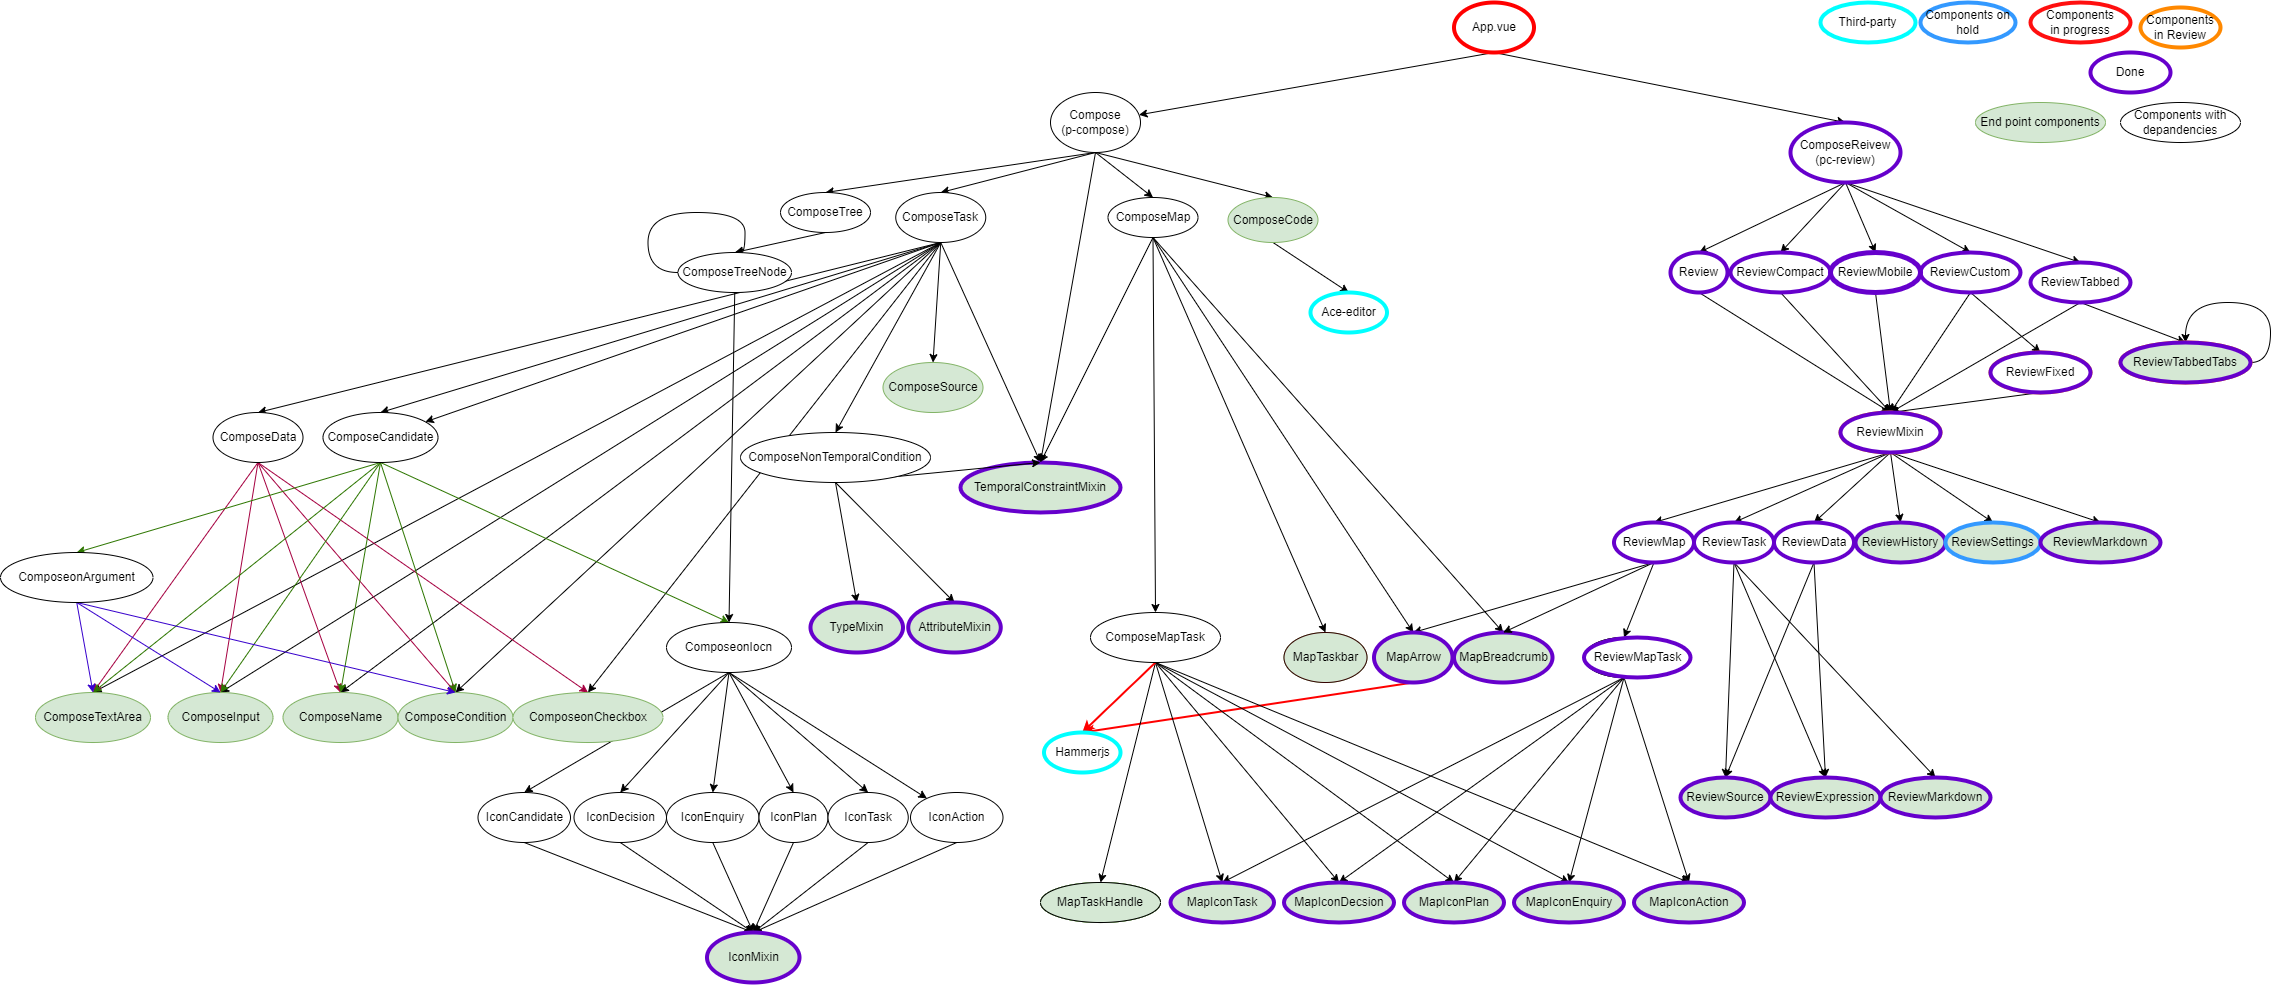 App.vue
Third-party
Components on
hold
Components
in progress
Components
in Review
Done
End point components
Components with
depandencies
Compose
(p-compose)
ComposeReivew
(pc-review)
ComposeTree
ComposeTask
ComposeMap
ComposeCode
ComposeTreeNode
Review
ReviewCompact
ReviewMobile
ReviewCustom
ReviewTabbed
Ace-editor
ReviewFixed
ReviewTabbedTabs
ComposeSource
ComposeData
ComposeCandidate
ReviewMixin
ComposeNonTemporalCondition
TemporalConstraintMixin
ReviewMap
ReviewTask
ReviewData
ReviewHistory
ReviewSettings
ReviewMarkdown
ComposeonArgument
TypeMixin
AttributeMixin
ComposeonIocn
ComposeMapTask
MapTaskbar
MapArrow
MapBreadcrumb
ReviewMapTask
ComposeTextArea
ComposeInput
ComposeName
ComposeCondition
ComposeonCheckbox
Hammerjs
ReviewSource
ReviewExpression
ReviewMarkdown
IconCandidate
IconDecision
IconEnquiry
IconPlan
IconTask
IconAction
MapTaskHandle
MapIconTask
MapIconDecsion
MapIconPlan
MapIconEnquiry
MapIconAction
IconMixin